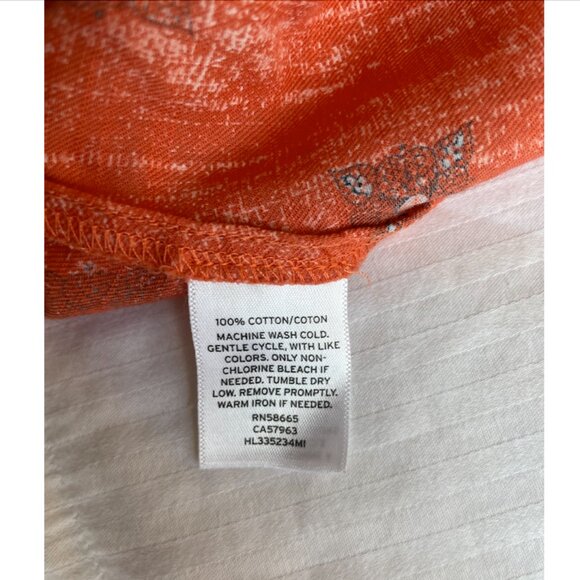 100% COTTON/COTON
MACHINE WASH COLD.
GENTLE CYCLE, WITH LIKE
COLORS. ONLY NON-
CHLORINE BLEACH IF
NEEDED. TUMBLE DRY
LOW. REMOVE PROMPTLY.
WARM IRON IF NEEDED.
RN58665
CA57963
HL335234MI